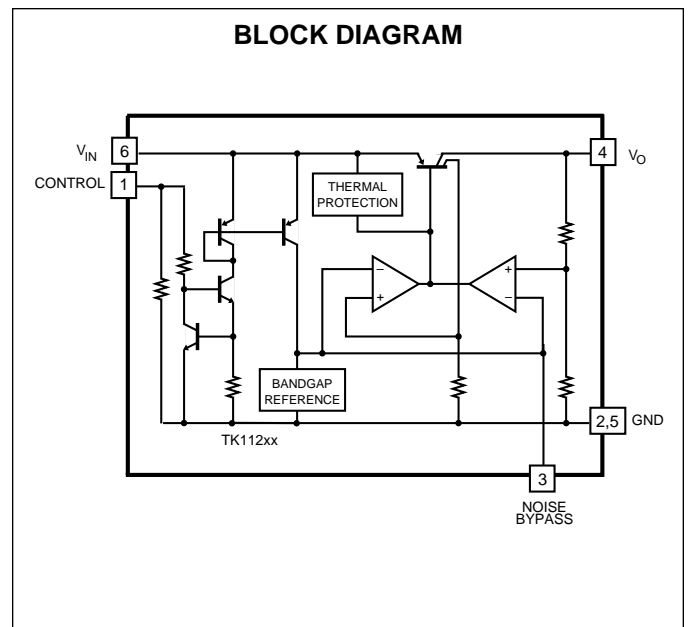 BLOCK DIAGRAM
VIN
6
4
VO
CONTROL
1
THERMAL
PROTECTION
−
+
+
−
BANDGAP
REFERENCE
2,5
GND
TK112xx
3
NOISE
BYPASS